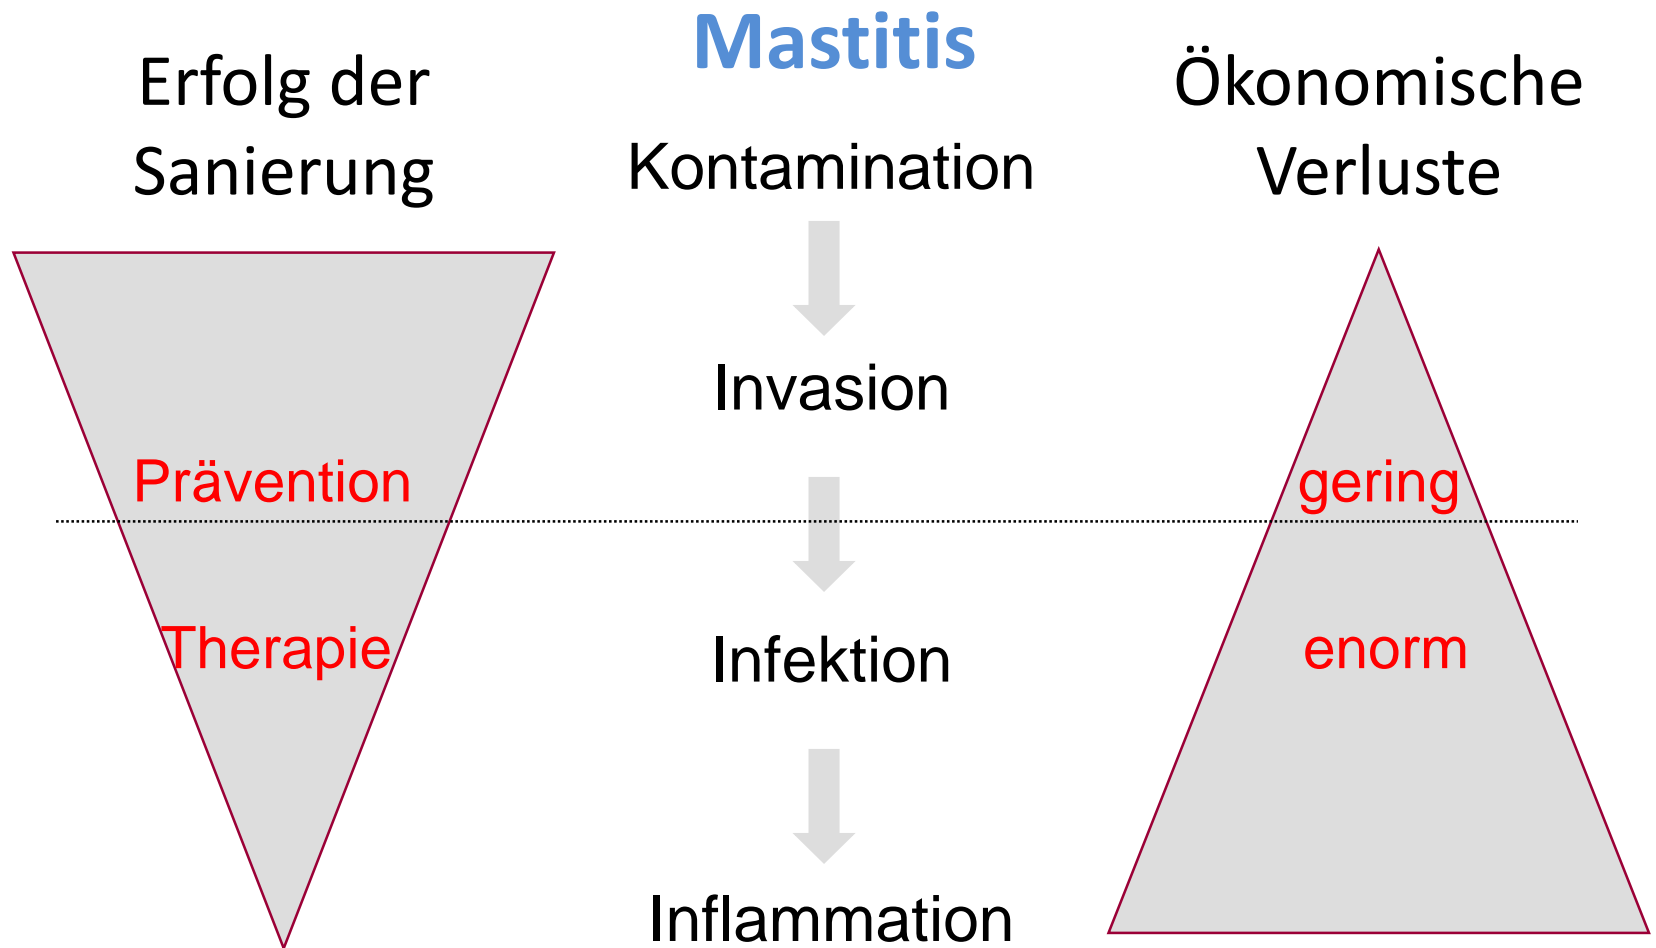 Mastitis
Erfolg der
Sanierung
Kontamination
Ökonomische
Verluste
Invasion
Prävention
gering
Therapie
Infektion
enorm
Inflammation